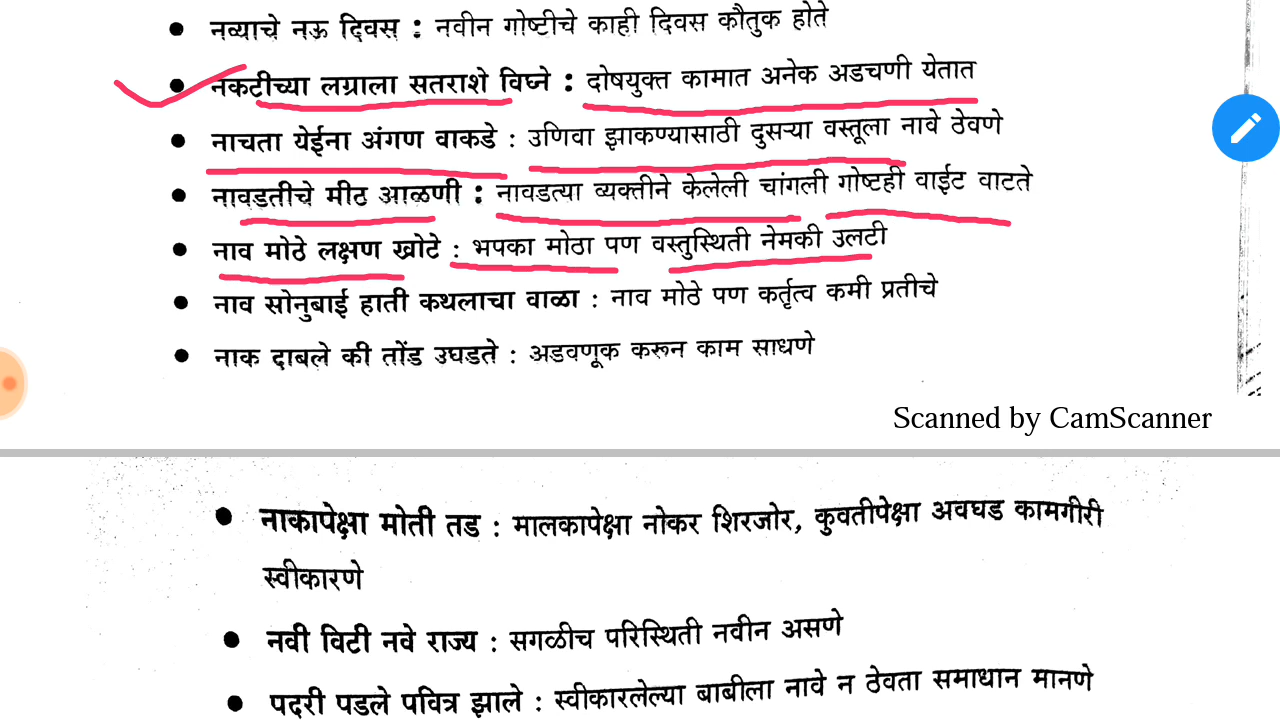 • नव्याचे नऊ दिवस : नवीन गोष्टीचे काही दिवस कौतुक होते
• नकटीच्या लग्नाला सतराशे विघ्ने : दोषयुक्त कामात अनेक अडचणी येतात
• नाचता येईना अंगण वाकडे : उणिवा झाकण्यासाठी दुसऱ्या वस्तूला नावे ठेवणे
• नावडतीचे मीठ आळणी : नावडत्या व्यक्तीने केलेली चांगली गोष्टही वाईट वाटते
• नाव मोठे लक्षण खोटे : भपका मोठा पण वस्तुस्थिती नेमकी उलटी
• नाव सोनुबाई हाती कथलाचा वाळा : नाव मोठे पण कर्तृत्व कमी प्रतीचे
• नाक दाबले की तोंड उघडते : अडवणूक करून काम साधणे
Scanned by CamScanner
• नाकापेक्षा मोती जड : मालकापेक्षा नोकर शिरजोर, कुवतीपेक्षा अवघड कामगीरी
स्वीकारणे
• नवी विटी नवे राज्य : सगळीच परिस्थिती नवीन असणे
• पदरी पडले पवित्र झाले : स्वीकारलेल्या बाबीला नावे न ठेवता समाधान मानणे